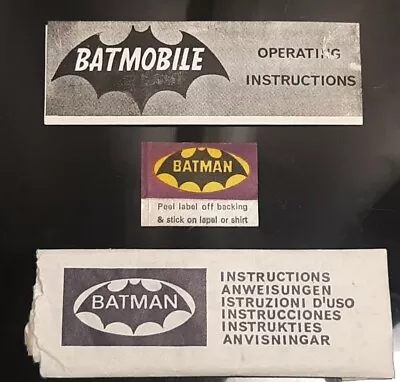 BATMOBILE
OPERATING
INSTRUCTIONS
BATMAN
Peel label off backing
& stick on lapel or shirt
BATMAN
INSTRUCTIONS
ANWEISUNGEN
ISTRUZIONI D'USO
INSTRUCCIONES
INSTRUKTIES
ANVISNINGAR